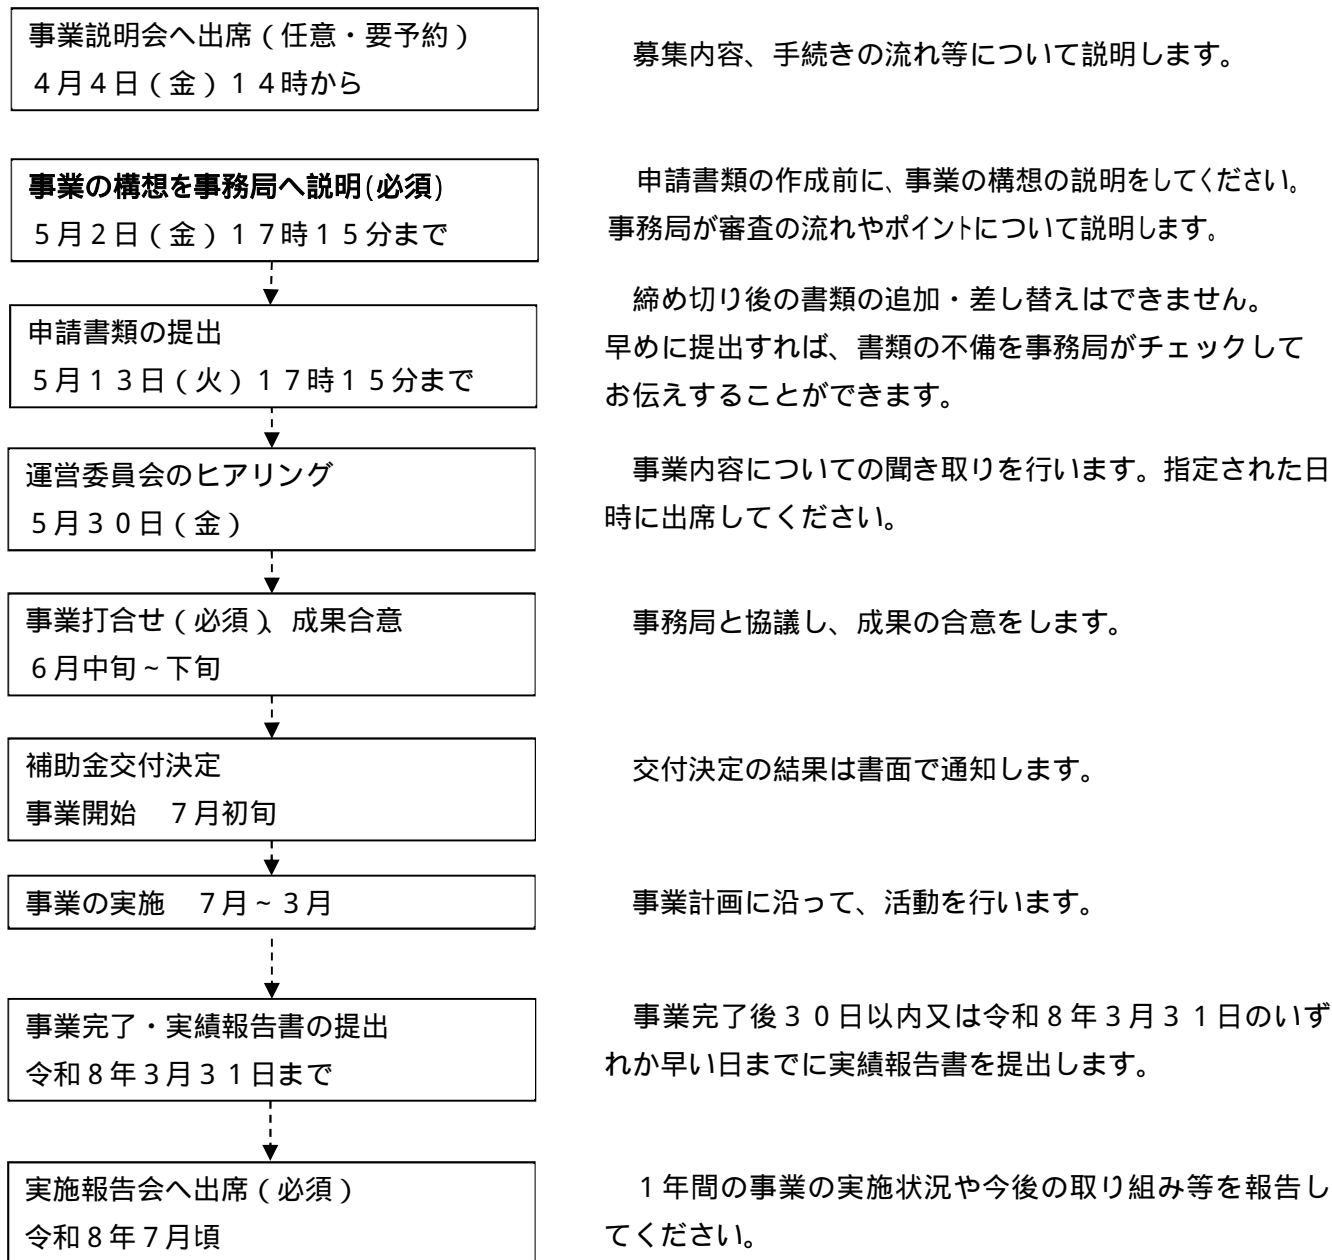 事業説明会へ出席（任意・要予約）
４月４日（金）１４時から
募集内容、手続きの流れ等について説明します。
事業の構想を事務局へ説明(必須)
５月２日（金）１７時１５分まで
申請書類の作成前に、事業の構想の説明をしてください。
事務局が審査の流れやポイントについて説明します。
申請書類の提出
５月１３日（火）１７時１５分まで
締め切り後の書類の追加・差し替えはできません。
早めに提出すれば、書類の不備を事務局がチェックして
お伝えすることができます。
運営委員会のヒアリング
５月３０日（金）
事業内容についての聞き取りを行います。指定された日
時に出席してください。
事業打合せ（必須）、成果合意
６月中旬～下旬
事務局と協議し、成果の合意をします。
補助金交付決定
事業開始　７月初旬
交付決定の結果は書面で通知します。
事業の実施　７月～３月
事業計画に沿って、活動を行います。
事業完了・実績報告書の提出
令和８年３月３１日まで
事業完了後３０日以内又は令和８年３月３１日のいず
れか早い日までに実績報告書を提出します。
実施報告会へ出席（必須）
令和８年７月頃
１年間の事業の実施状況や今後の取り組み等を報告し
てください。